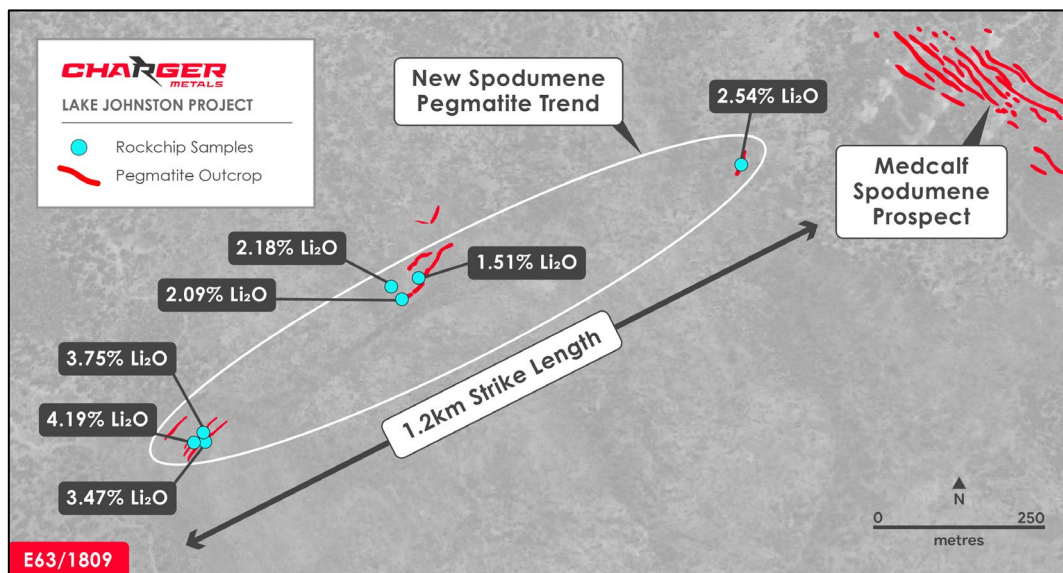 CHARGER
METALS
LAKE JOHNSTON PROJECT
Rockchip Samples
Pegmatite Outcrop
New Spodumene
Pegmatite Trend
2.54% Li₂O
Medcalf
Spodumene
Prospect
2.18% Li₂O
1.51% Li₂O
2.09% Li₂O
3.75% Li₂O
4.19% Li₂O
3.47% Li₂O
1.2km Strike Length
N
0 250
metres
E63/1809